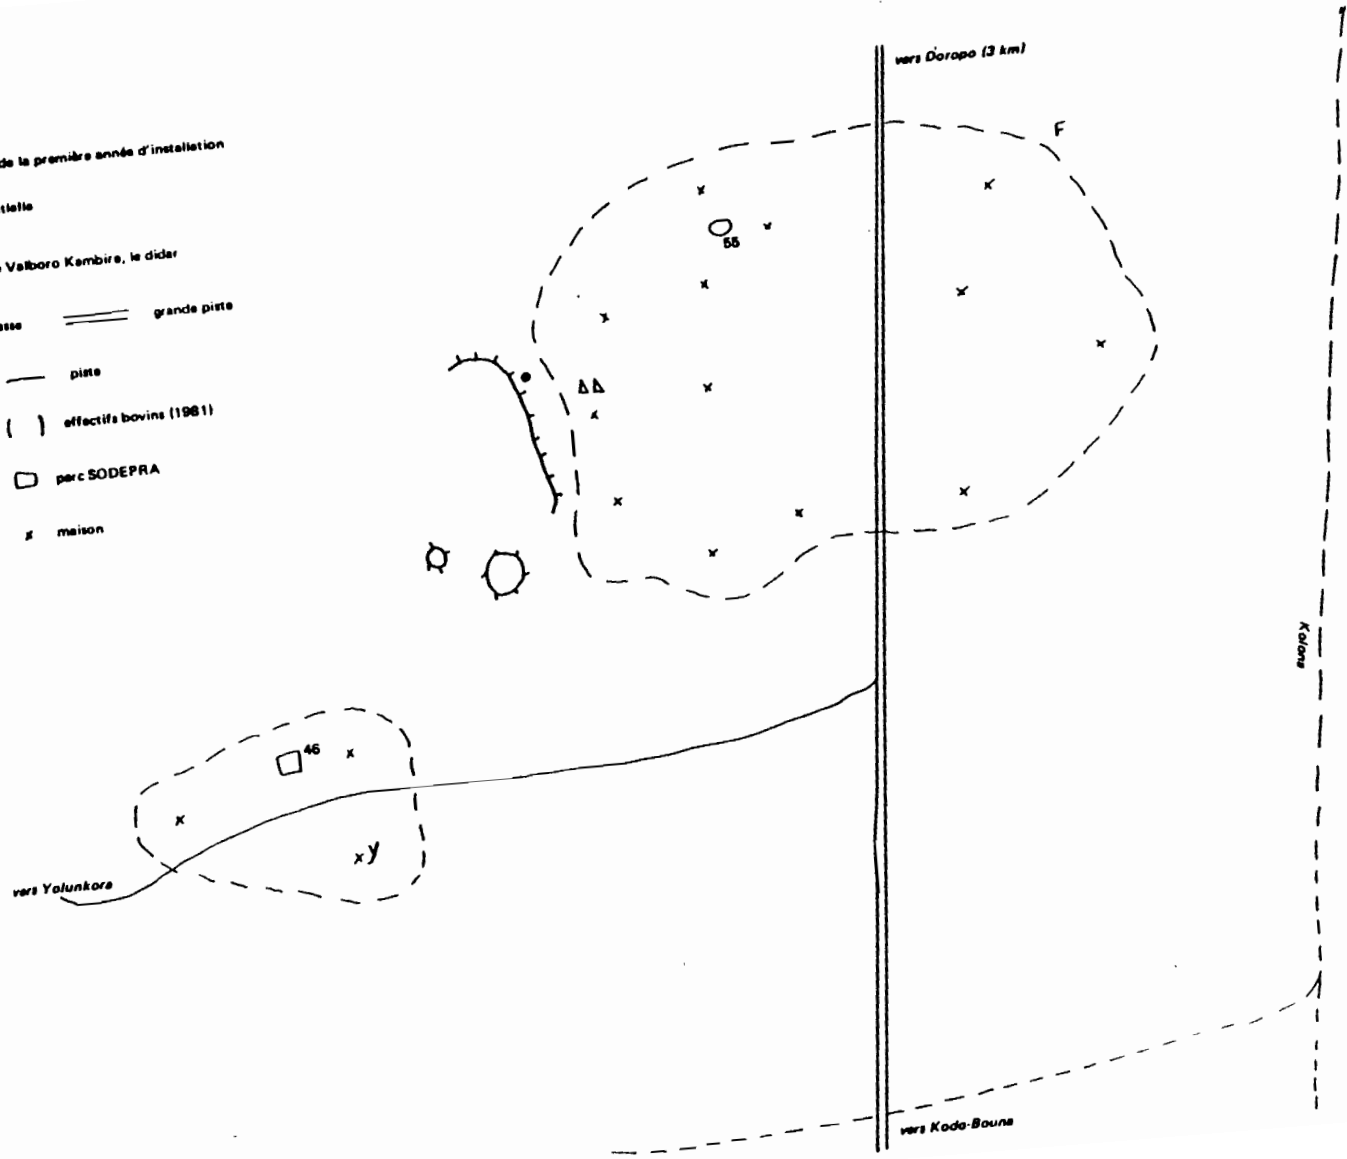 vers Doropo (3 km)
F
de la première année d'installation
tielle
Valboro Kambire, le didar
asse
grande piste
piste
( ) effectifs bovins (1981)
parc SODEPRA
x maison
55
Δ Δ
46
y
vers Yolunkora
Kolona
vers Kodo-Bouna